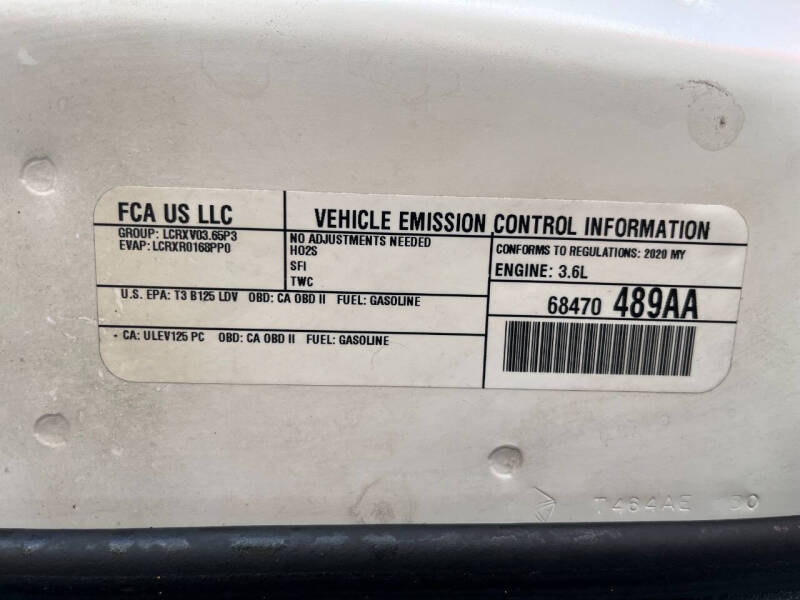 FCA US LLC
GROUP: LCRXV03.65P3
EVAP: LCRXR0168PP0
VEHICLE EMISSION CONTROL INFORMATION
NO ADJUSTMENTS NEEDED
HO2S
SFI
TWC
CONFORMS TO REGULATIONS: 2020 MY
ENGINE: 3.6L
U.S. EPA: T3 B125 LDV OBD: CA OBD II FUEL: GASOLINE
68470 489AA
CA: ULEV125 PC OBD: CA OBD II FUEL: GASOLINE
T464AE